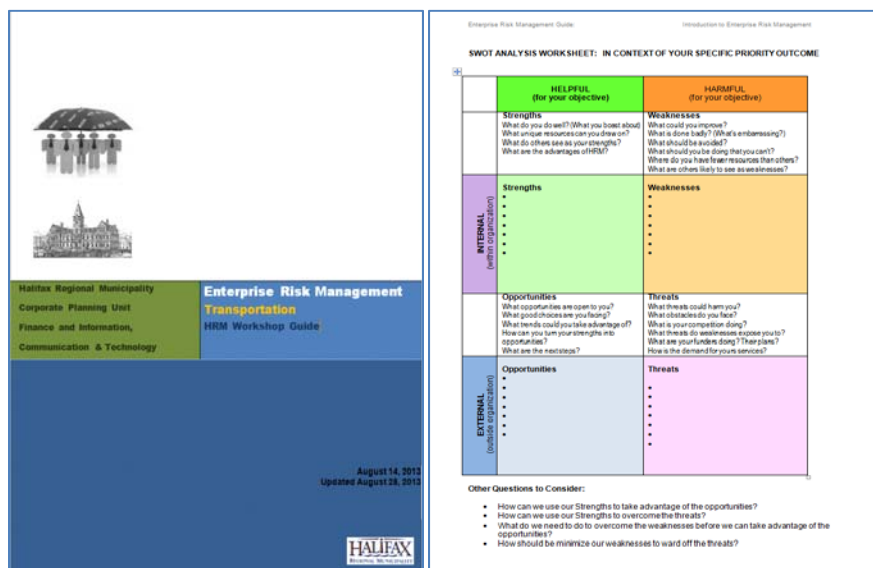 Halifax Regional Municipality
Corporate Planning Unit
Finance and Information,
Communication & Technology
Enterprise Risk Management
Transportation
HRM Workshop Guide
August 14, 2013
Updated August 28, 2013
HALIFAX
REGIONAL MUNICIPALITY
Enterprise Risk Management Guide: Introduction to Enterprise Risk Management
SWOT ANALYSIS WORKSHEET: IN CONTEXT OF YOUR SPECIFIC PRIORITY OUTCOME
HELPFUL
(for your objective)
HARMFUL
(for your objective)
Strengths
What do you do well? (What you boast about)
What unique resources can you draw on?
What do others see as your strengths?
What are the advantages of HRM?
Weaknesses
What could you improve?
What is done badly? (What's embarrassing?)
What should be avoided?
What should you be doing that you can't?
Where do you have fewer resources than others?
What are others likely to see as weaknesses?
INTERNAL
(within organization)
Strengths
Weaknesses
Opportunities
What opportunities are open to you?
What good choices are you facing?
What trends could you take advantage of?
How can you turn your strengths into
opportunities?
What are the next steps?
Threats
What threats could harm you?
What obstacles do you face?
What is your competition doing?
What threats do weaknesses expose you to?
What are your funders doing? Their plans?
How is the demand for yours services?
EXTERNAL
(outside organization)
Opportunities
Threats
Other Questions to Consider:
• How can we use our Strengths to take advantage of the opportunities?
• How can we use our Strengths to overcome the threats?
• What do we need to do to overcome the weaknesses before we can take advantage of the
opportunities?
• How should be minimize our weaknesses to ward off the threats?